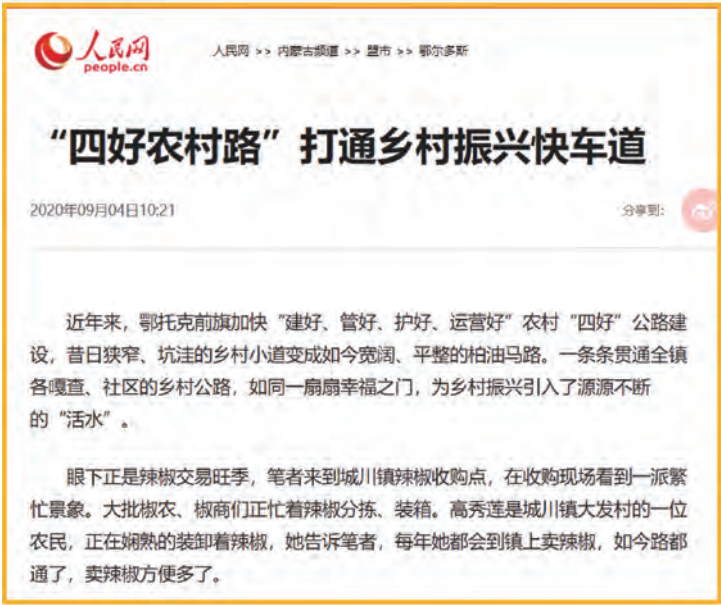 人民网
people.cn
人民网 >> 内蒙古频道 >> 盟市 >> 鄂尔多斯
“四好农村路”打通乡村振兴快车道
2020年09月04日10:21
分享到:
近年来，鄂托克前旗加快“建好、管好、护好、运营好”农村“四好”公路建
设，昔日狭窄、坑洼的乡村小道变成如今宽阔、平整的柏油马路。一条条贯通全镇
各嘎查、社区的乡村公路，如同一扇扇幸福之门，为乡村振兴引入了源源不断
的“活水”。
眼下正是辣椒交易旺季，笔者来到城川镇辣椒收购点，在收购现场看到一派繁
忙景象。大批椒农、椒商们正忙着辣椒分拣、装箱。高秀莲是城川镇大发村的一位
农民，正在娴熟的装卸着辣椒，她告诉笔者，每年她都会到镇上卖辣椒，如今路都
通了，卖辣椒方便多了。